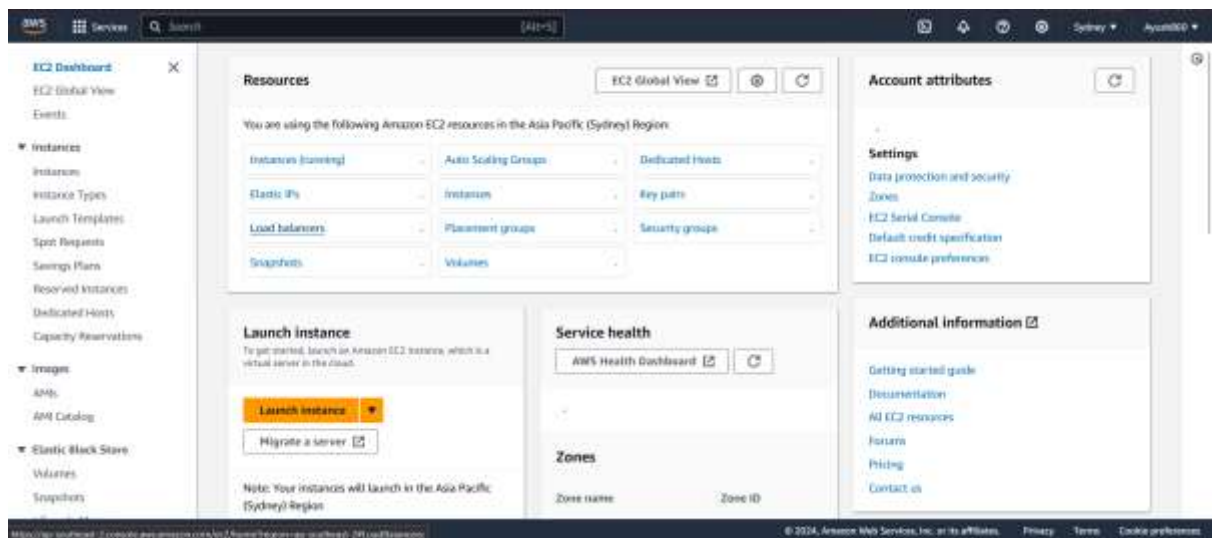 aws Services Search [Alt+S] Sydney
EC2 Dashboard
EC2 Global View
Events
Instances
Instances
Instance Types
Launch Templates
Spot Requests
Savings Plans
Reserved Instances
Dedicated Hosts
Capacity Reservations
Images
AMIs
AMI Catalog
Elastic Block Store
Volumes
Snapshots
Resources
EC2 Global View
You are using the following Amazon EC2 resources in the Asia Pacific (Sydney) Region:
Instances (running) Auto Scaling Groups Dedicated Hosts
Elastic IPs Instances Key pairs
Load balancers Placement groups Security groups
Snapshots Volumes
Launch instance
To get started, launch an Amazon EC2 instance, which is a
virtual server in the cloud.
Launch instance
Migrate a server
Note: Your instances will launch in the Asia Pacific
(Sydney) Region
Service health
AWS Health Dashboard
Zones
Zone name Zone ID
Account attributes
Settings
Data protection and security
Zones
EC2 Serial Console
Default credit specification
EC2 console preferences
Additional information
Getting started guide
Documentation
All EC2 resources
Forums
Pricing
Contact us
© 2024, Amazon Web Services, Inc. or its affiliates. Privacy Terms Cookie preferences